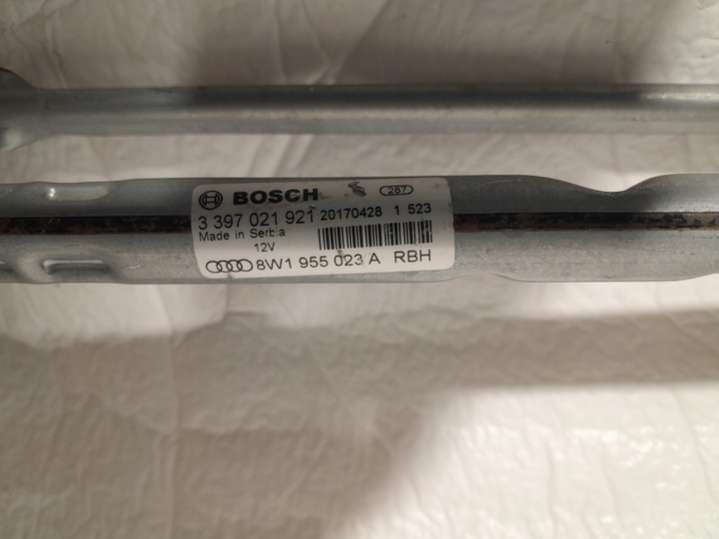 BOSCH 287
3 397 021 921 20170428 1 523
Made in Serbia
12V
8W1 955 023 A RBH